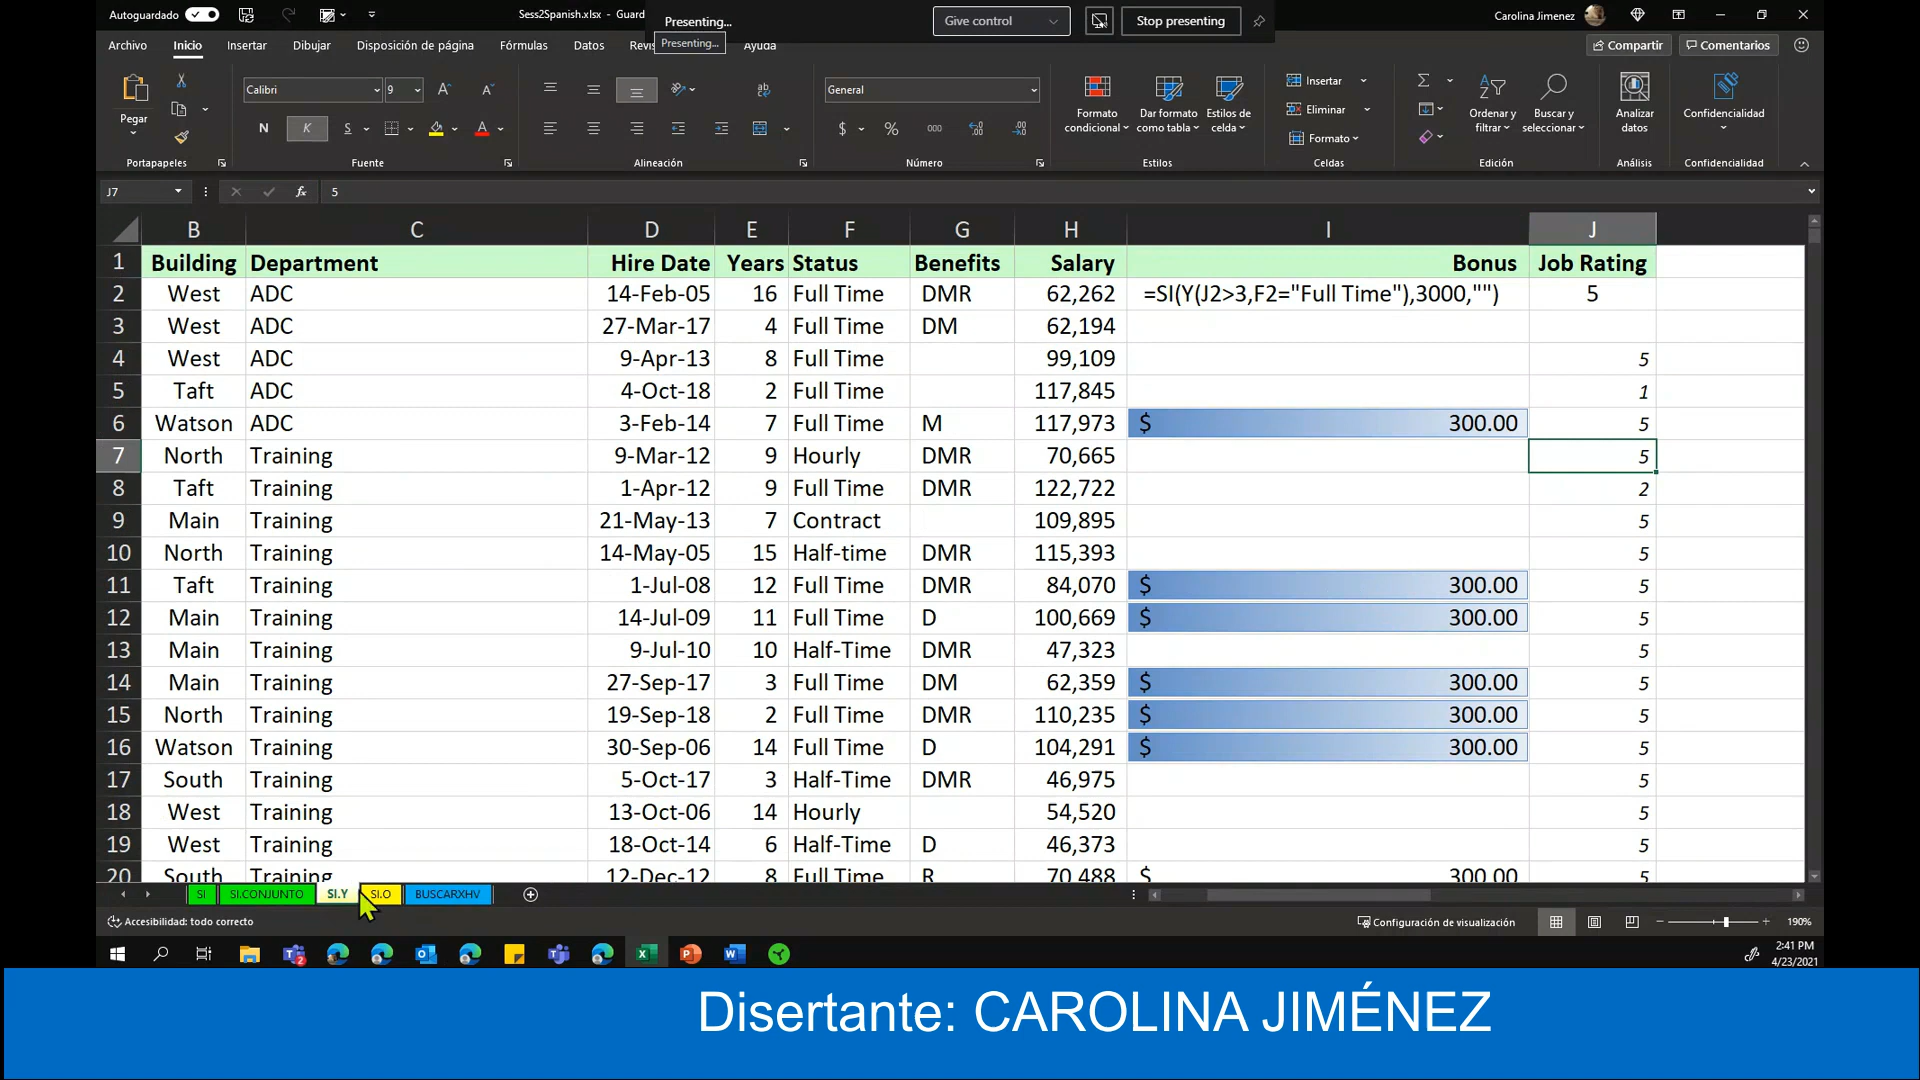 Autoguardado
Sess2Spanish.xlsx - Guard
Presenting...
Give control
Stop presenting
Carolina Jimenez
Archivo Inicio Insertar Dibujar Disposición de página Fórmulas Datos Revis Presenting... Ayuda
Compartir Comentarios
Pegar
Portapapeles
Calibri 9
N K S
Fuente
Alineación
General
$ % 000
Número
Formato condicional
Dar formato como tabla
Estilos de celda
Estilos
Insertar
Eliminar
Formato
Celdas
Ordenar y filtrar
Buscar y seleccionar
Edición
Analizar datos
Análisis
Confidencialidad
Confidencialidad
J7 fx 5
B C D E F G H I J
1 Building Department Hire Date Years Status Benefits Salary Bonus Job Rating
2 West ADC 14-Feb-05 16 Full Time DMR 62,262 =SI(Y(J2>3,F2="Full Time"),3000,"") 5
3 West ADC 27-Mar-17 4 Full Time DM 62,194
4 West ADC 9-Apr-13 8 Full Time 99,109 5
5 Taft ADC 4-Oct-18 2 Full Time 117,845 1
6 Watson ADC 3-Feb-14 7 Full Time M 117,973 $ 300.00 5
7 North Training 9-Mar-12 9 Hourly DMR 70,665 5
8 Taft Training 1-Apr-12 9 Full Time DMR 122,722 2
9 Main Training 21-May-13 7 Contract 109,895 5
10 North Training 14-May-05 15 Half-time DMR 115,393 5
11 Taft Training 1-Jul-08 12 Full Time DMR 84,070 $ 300.00 5
12 Main Training 14-Jul-09 11 Full Time D 100,669 $ 300.00 5
13 Main Training 9-Jul-10 10 Half-Time DMR 47,323 5
14 Main Training 27-Sep-17 3 Full Time DM 62,359 $ 300.00 5
15 North Training 19-Sep-18 2 Full Time DMR 110,235 $ 300.00 5
16 Watson Training 30-Sep-06 14 Full Time D 104,291 $ 300.00 5
17 South Training 5-Oct-17 3 Half-Time DMR 46,975 5
18 West Training 13-Oct-06 14 Hourly 54,520 5
19 West Training 18-Oct-14 6 Half-Time D 46,373 5
20 South Training 12-Dec-12 8 Full Time R 70,488 $ 300.00 5
SI SI.CONJUNTO SI.Y SI.O BUSCARXHV
Accesibilidad: todo correcto
Configuración de visualización
190%
2:41 PM
4/23/2021
Disertante: CAROLINA JIMÉNEZ